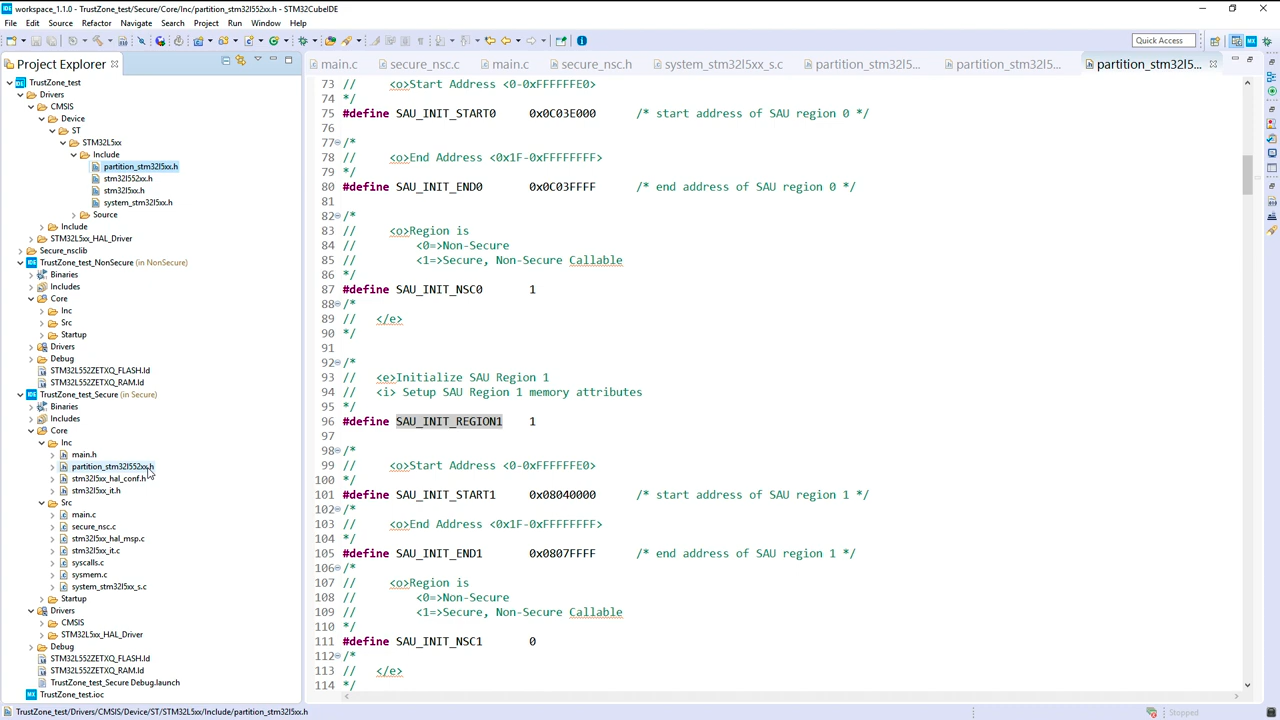 workspace_1.1.0 - TrustZone_test/Secure/Core/Inc/partition_stm32l552xx.h - STM32CubeIDE
File Edit Source Refactor Navigate Search Project Run Window Help
Quick Access
Project Explorer
main.c secure_nsc.c main.c secure_nsc.h system_stm32l5xx_s.c partition_stm32l5... partition_stm32l5... partition_stm32l5...
TrustZone_test
Drivers
CMSIS
Device
ST
STM32L5xx
Include
partition_stm32l5xx.h
stm32l552xx.h
stm32l5xx.h
system_stm32l5xx.h
Source
Include
STM32L5xx_HAL_Driver
Secure_nsclib
TrustZone_test_NonSecure (in NonSecure)
Binaries
Includes
Core
Inc
Src
Startup
Drivers
Debug
STM32L552ZETXQ_FLASH.ld
STM32L552ZETXQ_RAM.ld
TrustZone_test_Secure (in Secure)
Binaries
Includes
Core
Inc
main.h
partition_stm32l552xx.h
stm32l5xx_hal_conf.h
stm32l5xx_it.h
Src
main.c
secure_nsc.c
stm32l5xx_hal_msp.c
stm32l5xx_it.c
syscalls.c
sysmem.c
system_stm32l5xx_s.c
Startup
Drivers
CMSIS
STM32L5xx_HAL_Driver
Debug
STM32L552ZETXQ_FLASH.ld
STM32L552ZETXQ_RAM.ld
TrustZone_test_Secure Debug.launch
TrustZone_test.ioc
73 // <o>Start Address <0-0xFFFFFFE0>
74 */
75 #define SAU_INIT_START0 0x0C03E000 /* start address of SAU region 0 */
76
77 /*
78 // <o>End Address <0x1F-0xFFFFFFFF>
79 */
80 #define SAU_INIT_END0 0x0C03FFFF /* end address of SAU region 0 */
81
82 /*
83 // <o>Region is
84 // <0=>Non-Secure
85 // <1=>Secure, Non-Secure Callable
86 */
87 #define SAU_INIT_NSC0 1
88 /*
89 // </e>
90 */
91
92 /*
93 // <e>Initialize SAU Region 1
94 // <i> Setup SAU Region 1 memory attributes
95 */
96 #define SAU_INIT_REGION1 1
97
98 /*
99 // <o>Start Address <0-0xFFFFFFE0>
100 */
101 #define SAU_INIT_START1 0x08040000 /* start address of SAU region 1 */
102 /*
103 // <o>End Address <0x1F-0xFFFFFFFF>
104 */
105 #define SAU_INIT_END1 0x0807FFFF /* end address of SAU region 1 */
106 /*
107 // <o>Region is
108 // <0=>Non-Secure
109 // <1=>Secure, Non-Secure Callable
110 */
111 #define SAU_INIT_NSC1 0
112 /*
113 // </e>
114 */
TrustZone_test/Drivers/CMSIS/Device/ST/STM32L5xx/Include/partition_stm32l5xx.h
Stopped